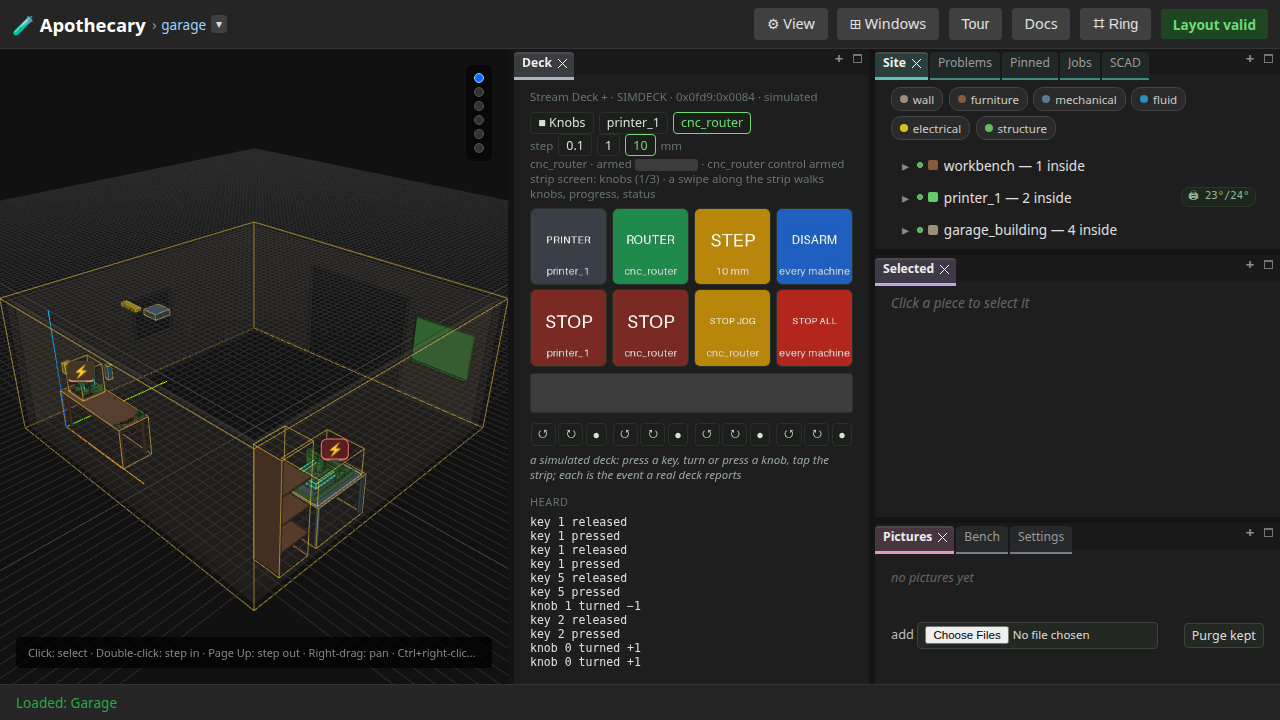 Apothecary › garage ▾
⚙ View
⊞ Windows
Tour
Docs
⌗ Ring
Layout valid
Click: select · Double-click: step in · Page Up: step out · Right-drag: pan · Ctrl+right-clic...
Deck
Stream Deck + · SIMDECK · 0x0fd9:0x0084 · simulated
■ Knobs printer_1 cnc_router
step 0.1 1 10 mm
cnc_router · armed · cnc_router control armed
strip screen: knobs (1/3) · a swipe along the strip walks
knobs, progress, status
PRINTER
printer_1
ROUTER
cnc_router
STEP
10 mm
DISARM
every machine
STOP
printer_1
STOP
cnc_router
STOP JOG
cnc_router
STOP ALL
every machine
↺ ↻ ● ↺ ↻ ● ↺ ↻ ● ↺ ↻ ●
a simulated deck: press a key, turn or press a knob, tap the
strip; each is the event a real deck reports
HEARD
key 1 released
key 1 pressed
key 1 released
key 1 pressed
key 5 released
key 5 pressed
knob 1 turned −1
key 2 released
key 2 pressed
knob 0 turned +1
knob 0 turned +1
Site Problems Pinned Jobs SCAD
wall furniture mechanical fluid
electrical structure
▸ workbench — 1 inside
▸ printer_1 — 2 inside 23°/24°
▸ garage_building — 4 inside
Selected
Click a piece to select it
Pictures Bench Settings
no pictures yet
add Choose Files No file chosen Purge kept
Loaded: Garage